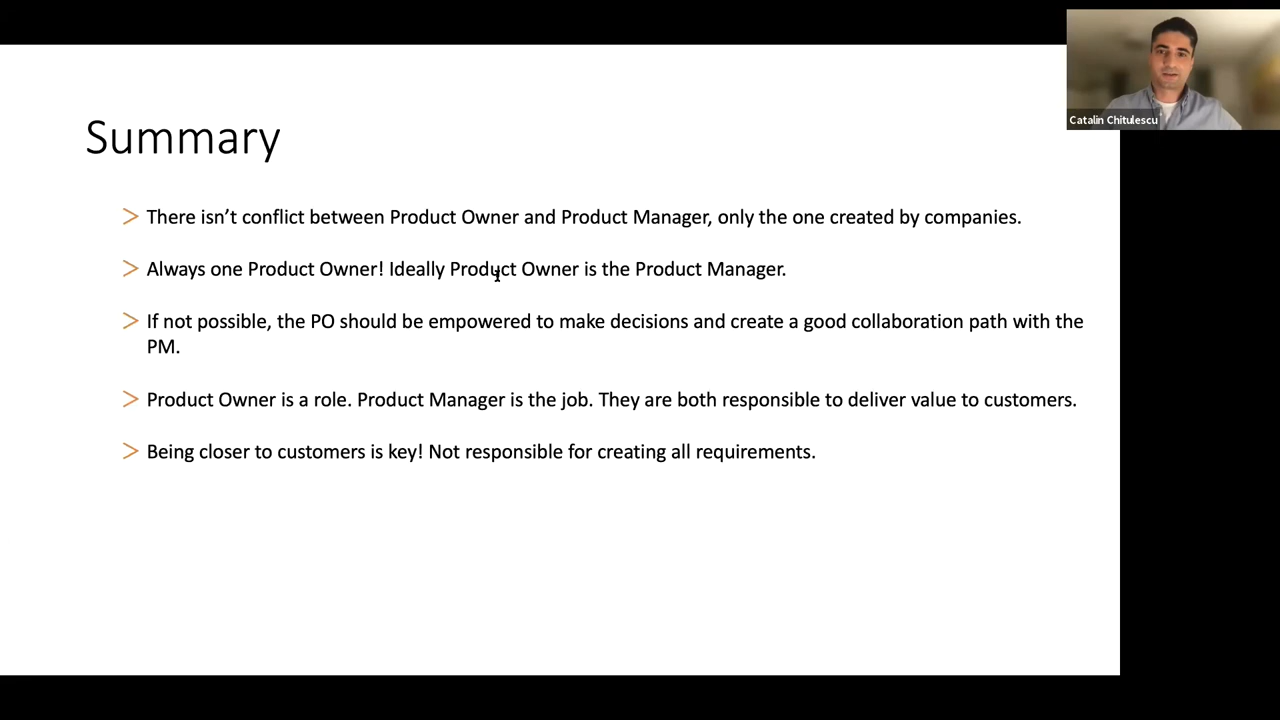 Catalin Chitulescu
Summary
> There isn’t conflict between Product Owner and Product Manager, only the one created by companies.
> Always one Product Owner! Ideally Product Owner is the Product Manager.
> If not possible, the PO should be empowered to make decisions and create a good collaboration path with the
PM.
> Product Owner is a role. Product Manager is the job. They are both responsible to deliver value to customers.
> Being closer to customers is key! Not responsible for creating all requirements.